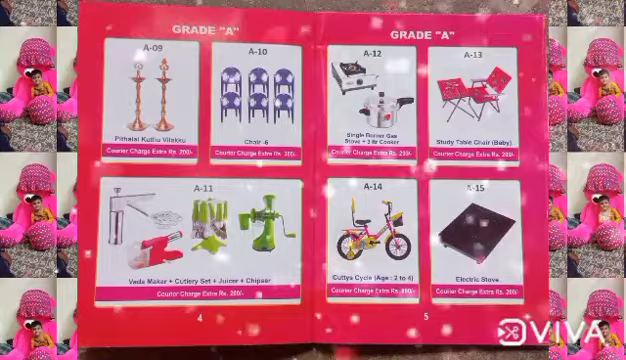 GRADE "A"
A-09
Pithalai Kuthu Vilakku
Courier Charge Extra Rs. 200/-
A-10
Chair -6
Courier Charge Extra Rs. 300/-
A-11
Vada Maker + Cutlery Set + Juicer + Chipser
Courier Charge Extra Rs. 200/-
4
GRADE "A"
A-12
Single Burner Gas
Stove + 3 ltr Cooker
Courier Charge Extra Rs. 200/-
A-13
Study Table Chair (Baby)
Courier Charge Extra Rs. 200/-
A-14
Cuttys Cycle (Age : 2 to 4)
Courier Charge Extra Rs.
A-15
Electric Stove
Courier Charge Extra Rs. 200/-
5
VIVA